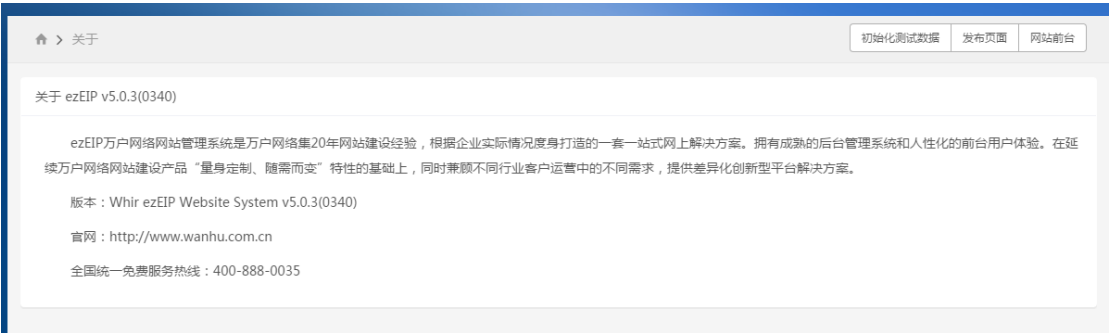 关于
初始化测试数据 发布页面 网站前台
关于 ezEIP v5.0.3(0340)
ezEIP万户网络网站管理系统是万户网络集20年网站建设经验，根据企业实际情况度身打造的一套一站式网上解决方案。拥有成熟的后台管理系统和人性化的前台用户体验。在延
续万户网络网站建设产品“量身定制、随需而变”特性的基础上，同时兼顾不同行业客户运营中的不同需求，提供差异化创新型平台解决方案。
版本：Whir ezEIP Website System v5.0.3(0340)
官网：http://www.wanhu.com.cn
全国统一免费服务热线：400-888-0035